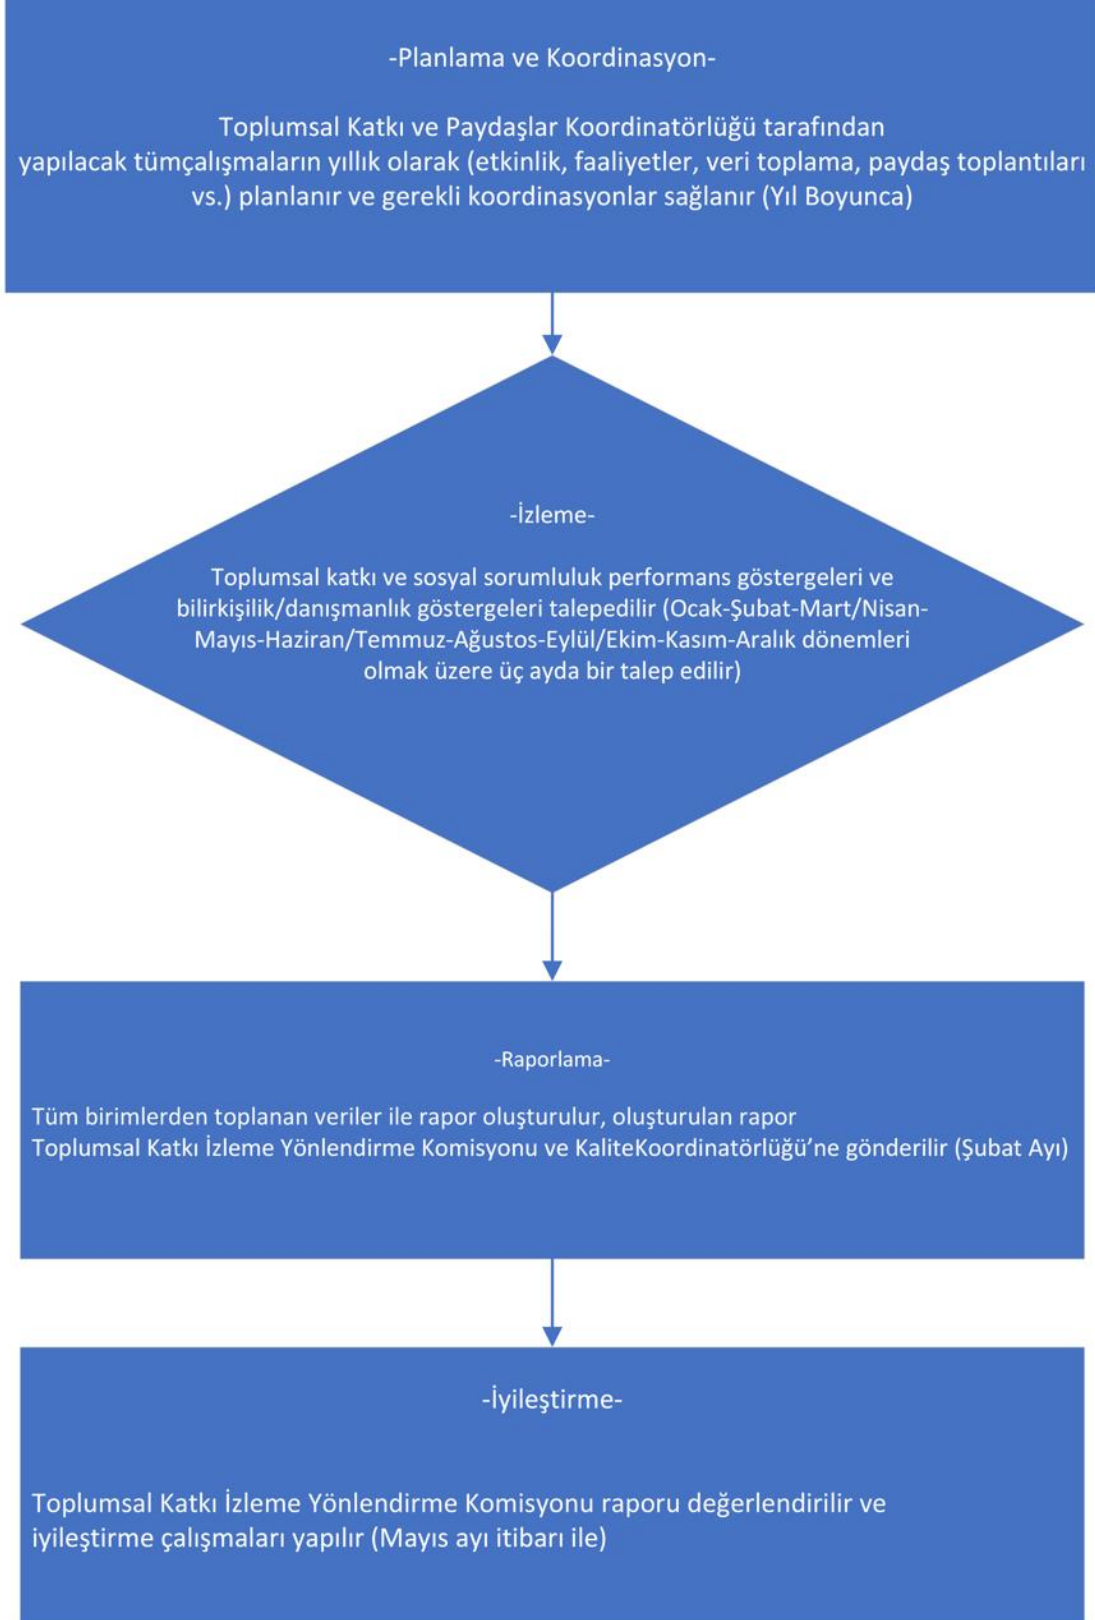 -Planlama ve Koordinasyon-
Toplumsal Katkı ve Paydaşlar Koordinatörlüğü tarafından
yapılacak tümçalışmaların yıllık olarak (etkinlik, faaliyetler, veri toplama, paydaş toplantıları
vs.) planlanır ve gerekli koordinasyonlar sağlanır (Yıl Boyunca)
-İzleme-
Toplumsal katkı ve sosyal sorumluluk performans göstergeleri ve
bilirkişilik/danışmanlık göstergeleri talepedilir (Ocak-Şubat-Mart/Nisan-
Mayıs-Haziran/Temmuz-Ağustos-Eylül/Ekim-Kasım-Aralık dönemleri
olmak üzere üç ayda bir talep edilir)
-Raporlama-
Tüm birimlerden toplanan veriler ile rapor oluşturulur, oluşturulan rapor
Toplumsal Katkı İzleme Yönlendirme Komisyonu ve KaliteKoordinatörlüğü’ne gönderilir (Şubat Ayı)
-İyileştirme-
Toplumsal Katkı İzleme Yönlendirme Komisyonu raporu değerlendirilir ve
iyileştirme çalışmaları yapılır (Mayıs ayı itibarı ile)